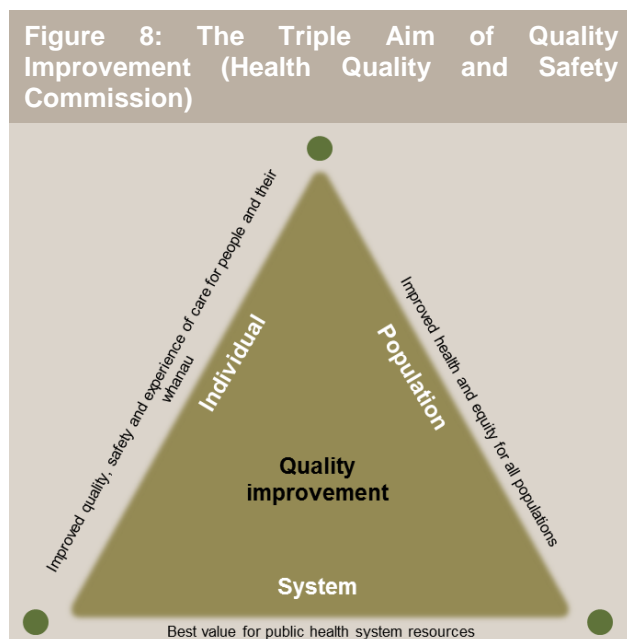 Figure 8: The Triple Aim of Quality
Improvement (Health Quality and Safety
Commission)
Improved quality, safety and experience of care for people and their
whanau
Individual
Population
Improved health and equity for all populations
Quality
improvement
System
Best value for public health system resources